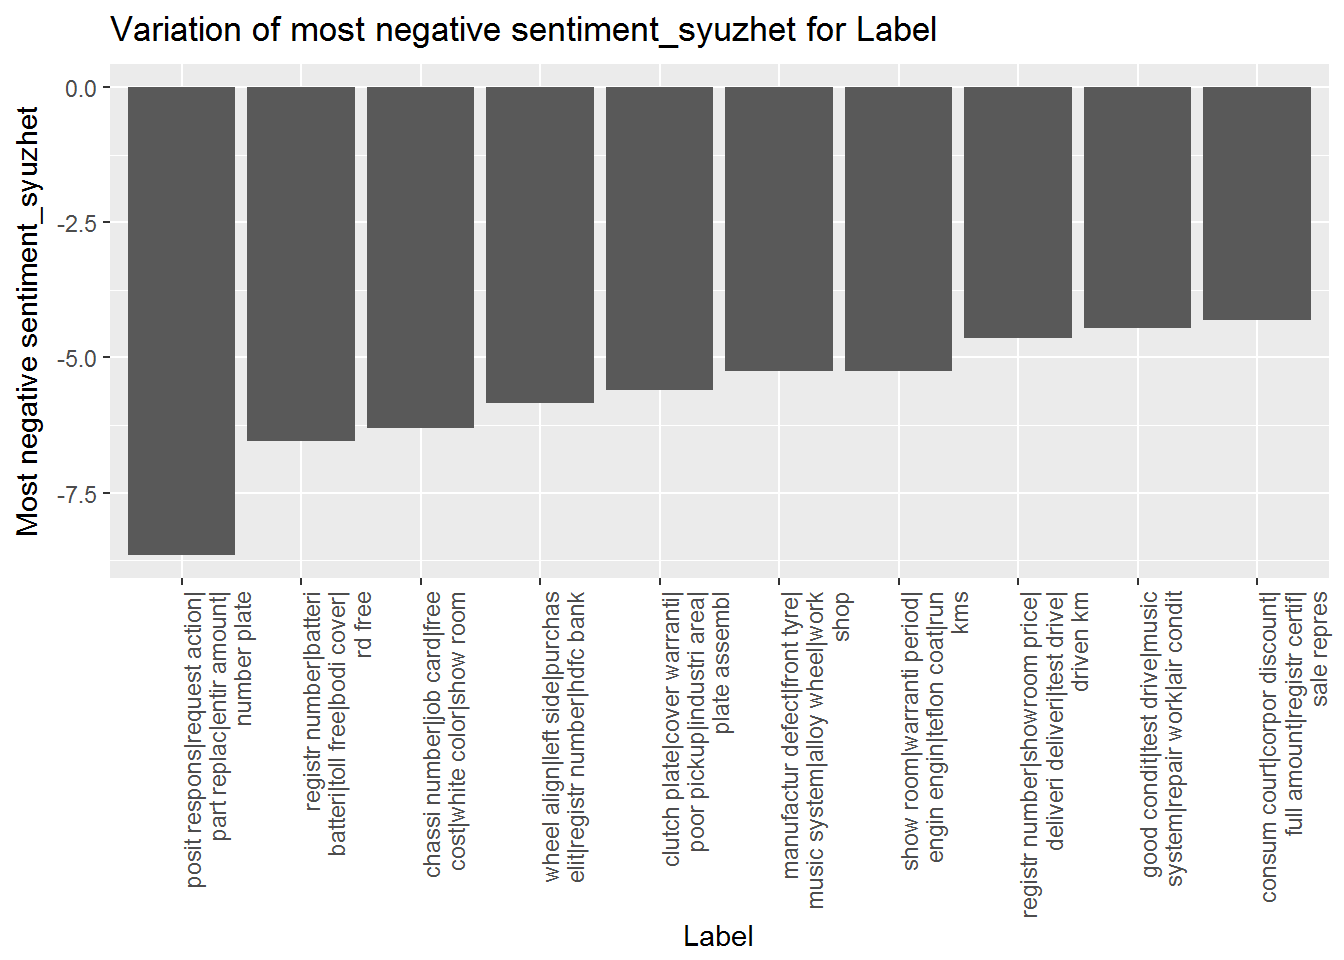 Variation of most negative sentiment_syuzhet for Label
Most negative sentiment_syuzhet
0.0
-2.5
-5.0
-7.5
posit respons|request action|
part replac|entir amount|
number plate
registr number|batteri
batteri|toll free|bodi cover|
rd free
chassi number|job card|free
cost|white color|show room
wheel align|left side|purchas
elit|registr number|hdfc bank
clutch plate|cover warranti|
poor pickup|industri area|
plate assembl
manufactur defect|front tyre|
music system|alloy wheel|work
shop
show room|warranti period|
engin engin|teflon coat|run
kms
registr number|showroom price|
deliveri deliveri|test drive|
driven km
good condit|test drive|music
system|repair work|air condit
consum court|corpor discount|
full amount|registr certif|
sale repres
Label